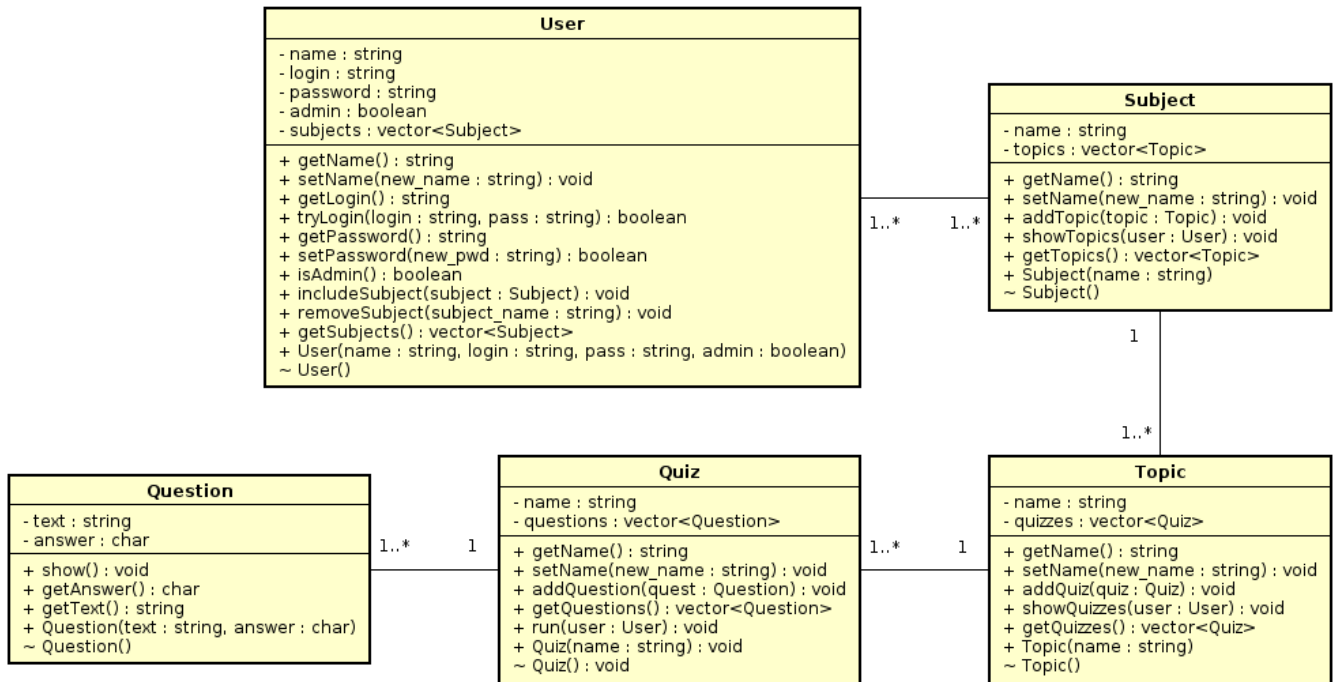 User
- name : string
- login : string
- password : string
- admin : boolean
- subjects : vector<Subject>
+ getName() : string
+ setName(new_name : string) : void
+ getLogin() : string
+ tryLogin(login : string, pass : string) : boolean
+ getPassword() : string
+ setPassword(new_pwd : string) : boolean
+ isAdmin() : boolean
+ includeSubject(subject : Subject) : void
+ removeSubject(subject_name : string) : void
+ getSubjects() : vector<Subject>
+ User(name : string, login : string, pass : string, admin : boolean)
~ User()
1..* 1..*
Subject
- name : string
- topics : vector<Topic>
+ getName() : string
+ setName(new_name : string) : void
+ addTopic(topic : Topic) : void
+ showTopics(user : User) : void
+ getTopics() : vector<Topic>
+ Subject(name : string)
~ Subject()
1
1..*
Question
- text : string
- answer : char
+ show() : void
+ getAnswer() : char
+ getText() : string
+ Question(text : string, answer : char)
~ Question()
1..* 1
Quiz
- name : string
- questions : vector<Question>
+ getName() : string
+ setName(new_name : string) : void
+ addQuestion(quest : Question) : void
+ getQuestions() : vector<Question>
+ run(user : User) : void
+ Quiz(name : string) : void
~ Quiz() : void
1..* 1
Topic
- name : string
- quizzes : vector<Quiz>
+ getName() : string
+ setName(new_name : string) : void
+ addQuiz(quiz : Quiz) : void
+ showQuizzes(user : User) : void
+ getQuizzes() : vector<Quiz>
+ Topic(name : string)
~ Topic()